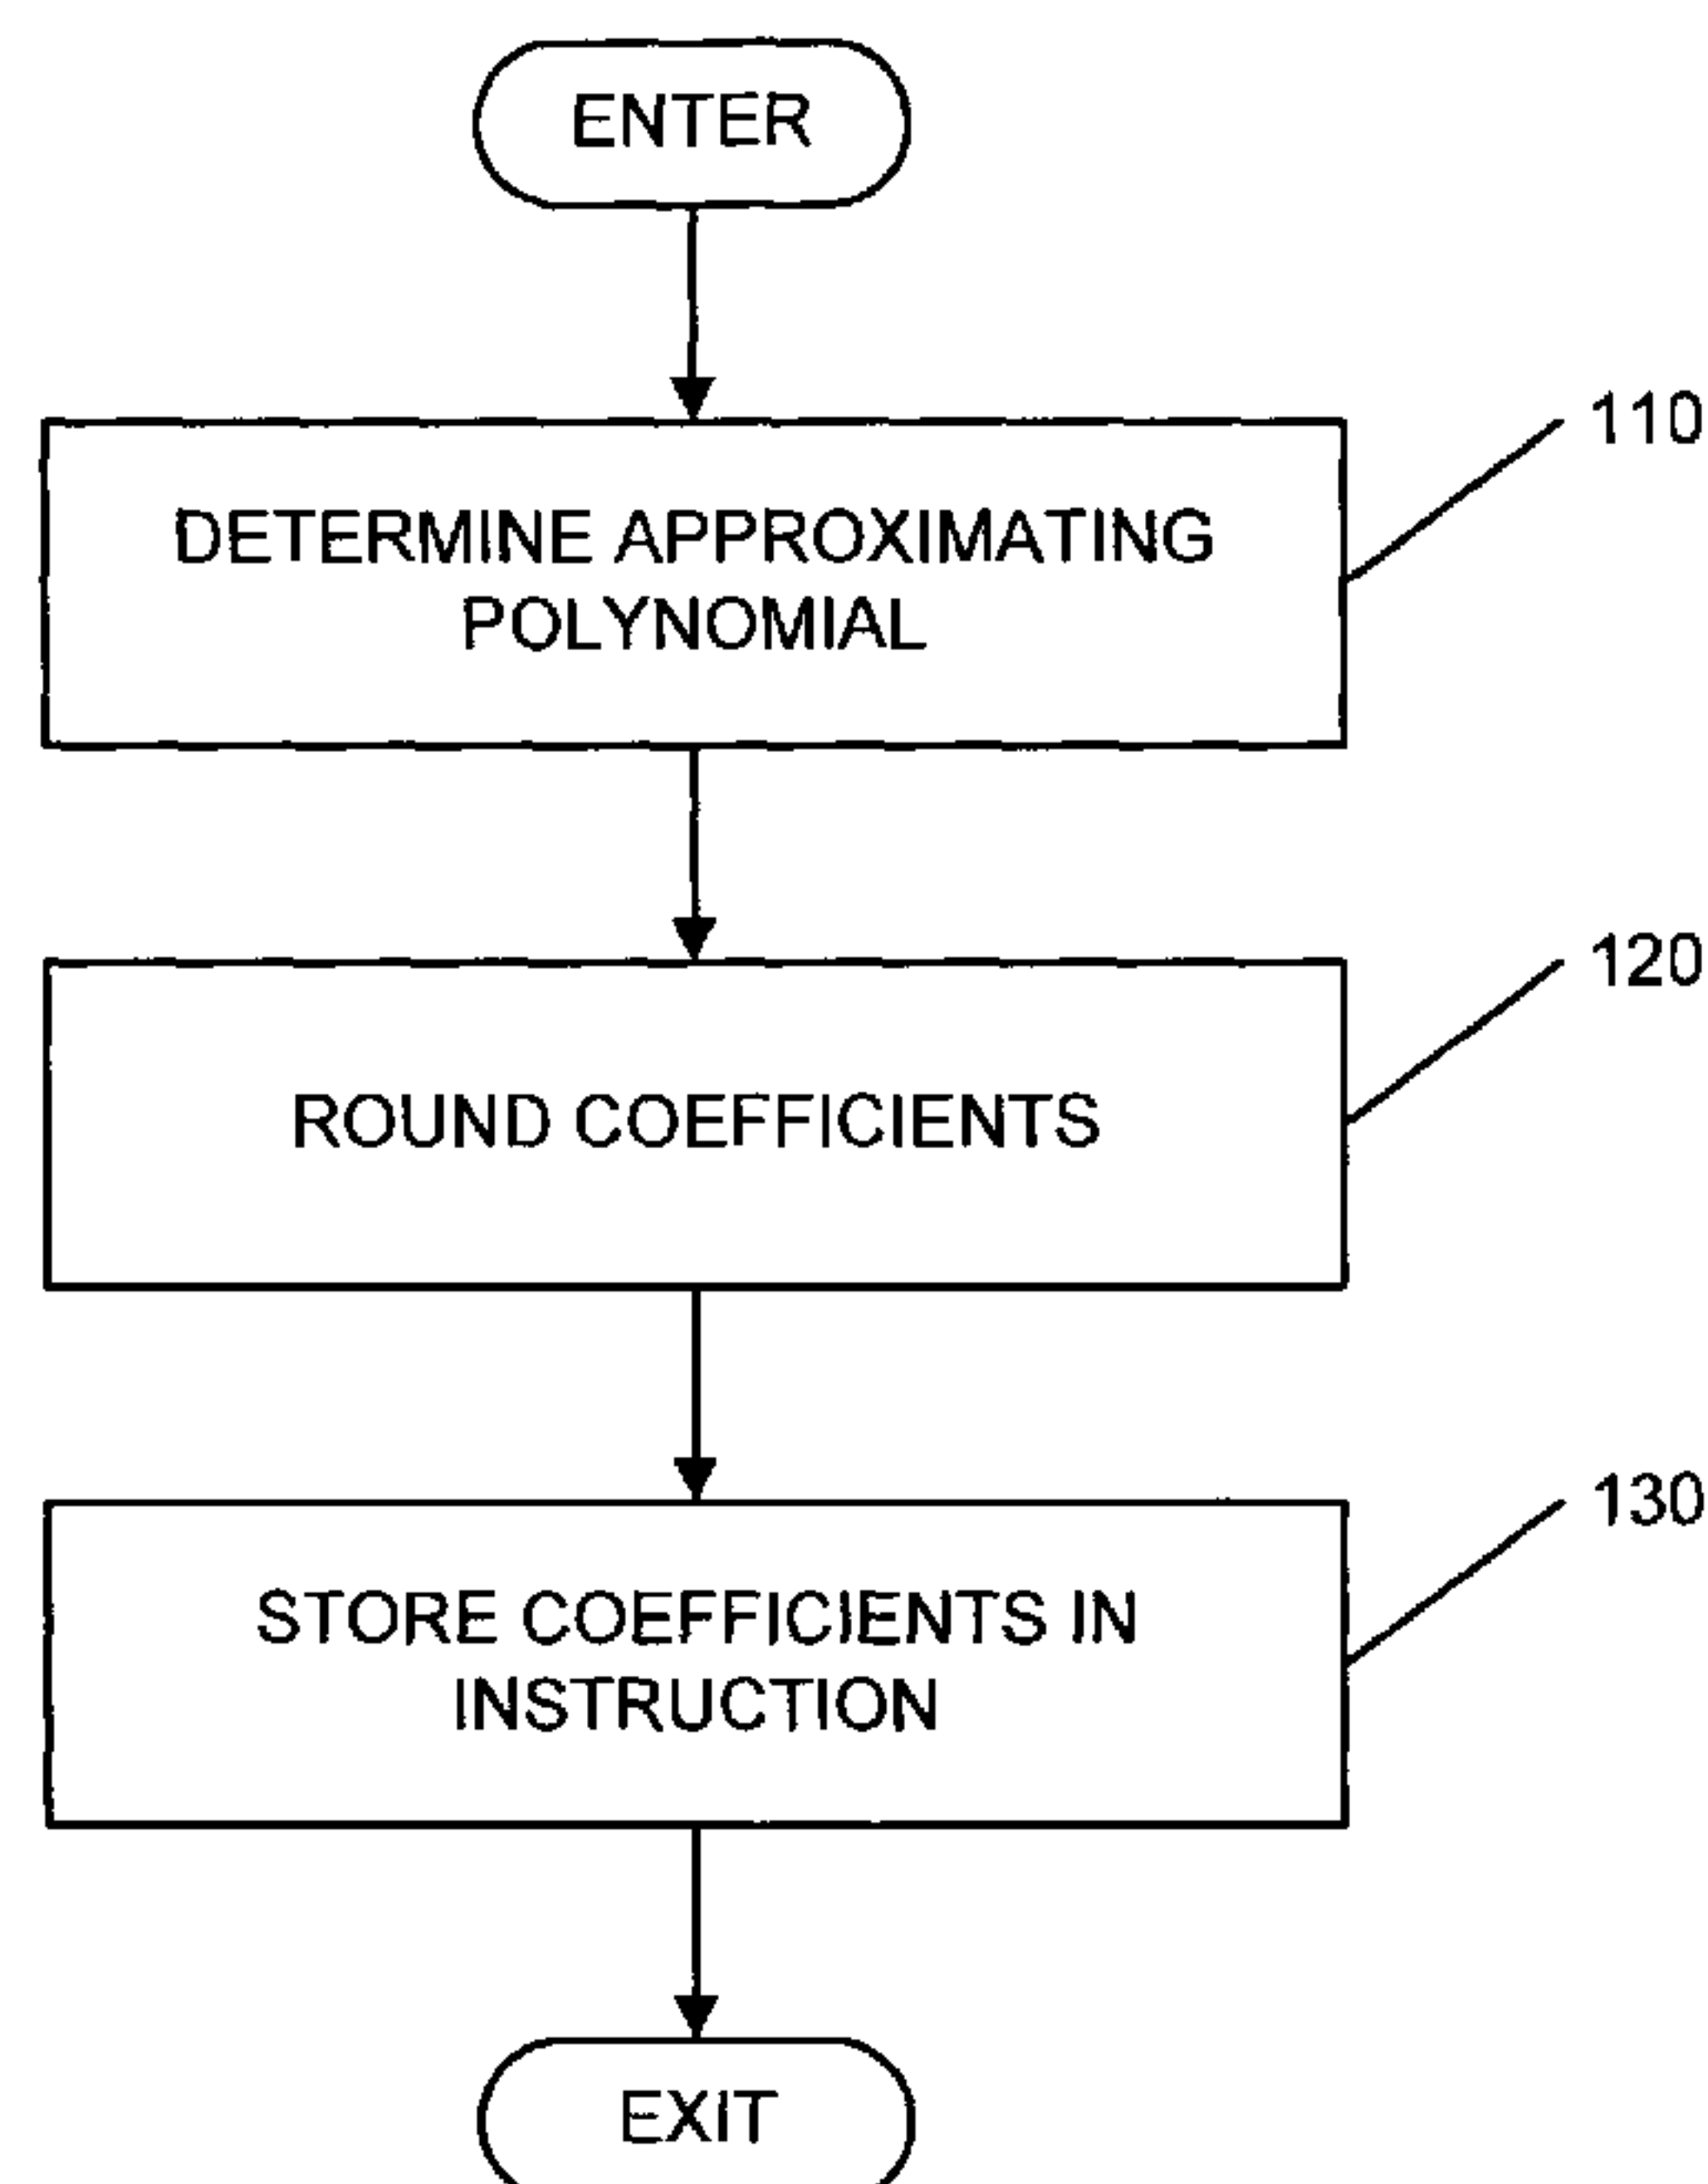 ENTER
110
DETERMINE APPROXIMATING
POLYNOMIAL
120
ROUND COEFFICIENTS
130
STORE COEFFICIENTS IN
INSTRUCTION
EXIT